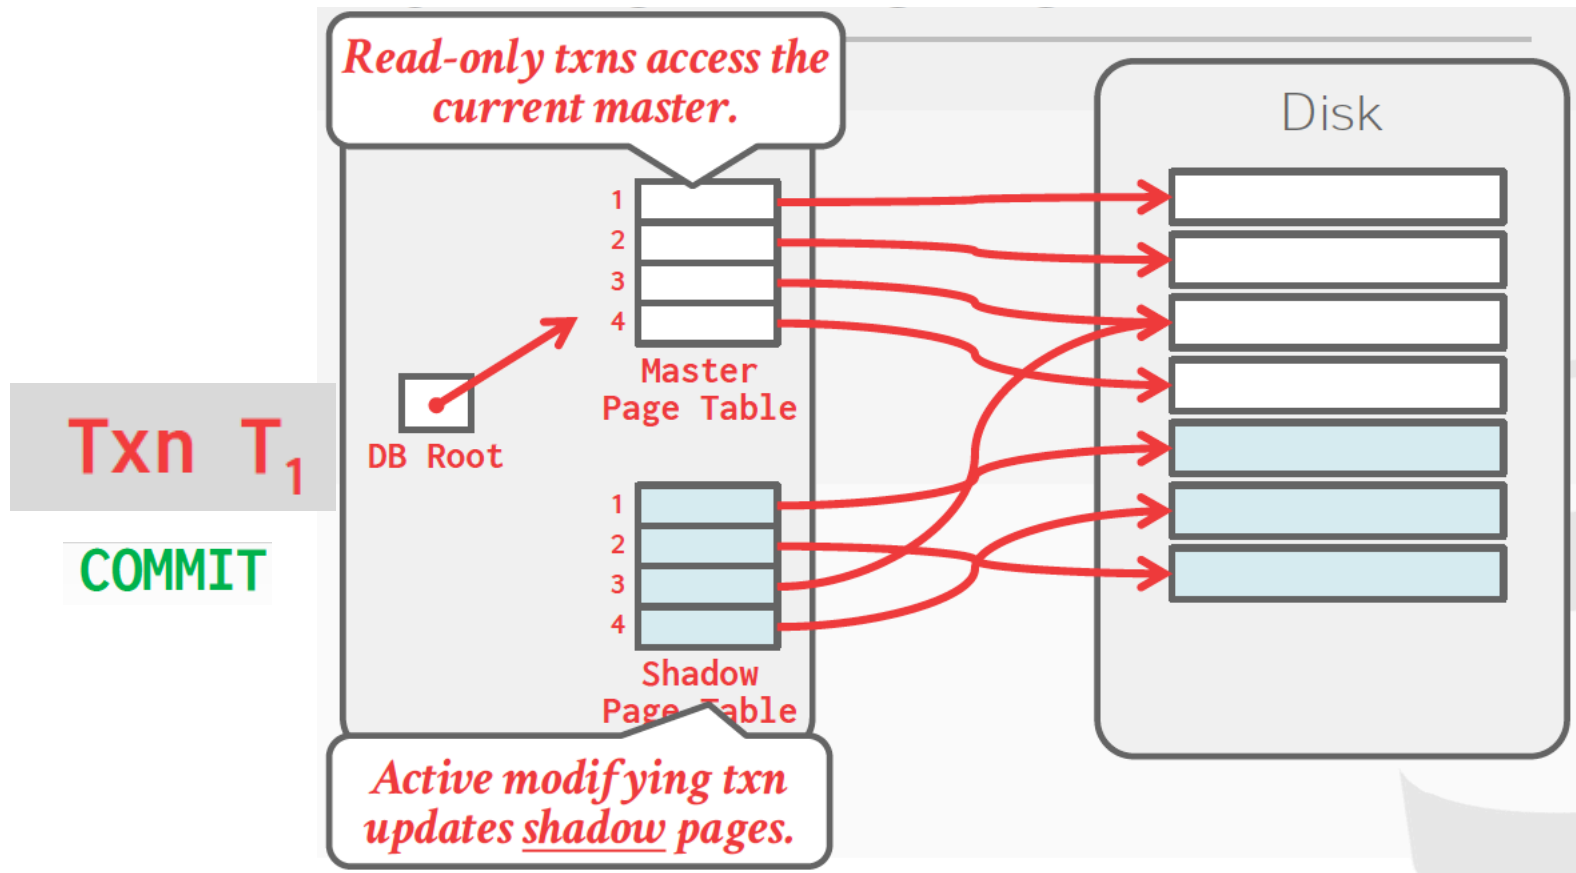 Read-only txns access the
current master.
Disk
1
2
3
4
Master
Page Table
DB Root
Txn T1
COMMIT
1
2
3
4
Shadow
Page Table
Active modifying txn
updates shadow pages.